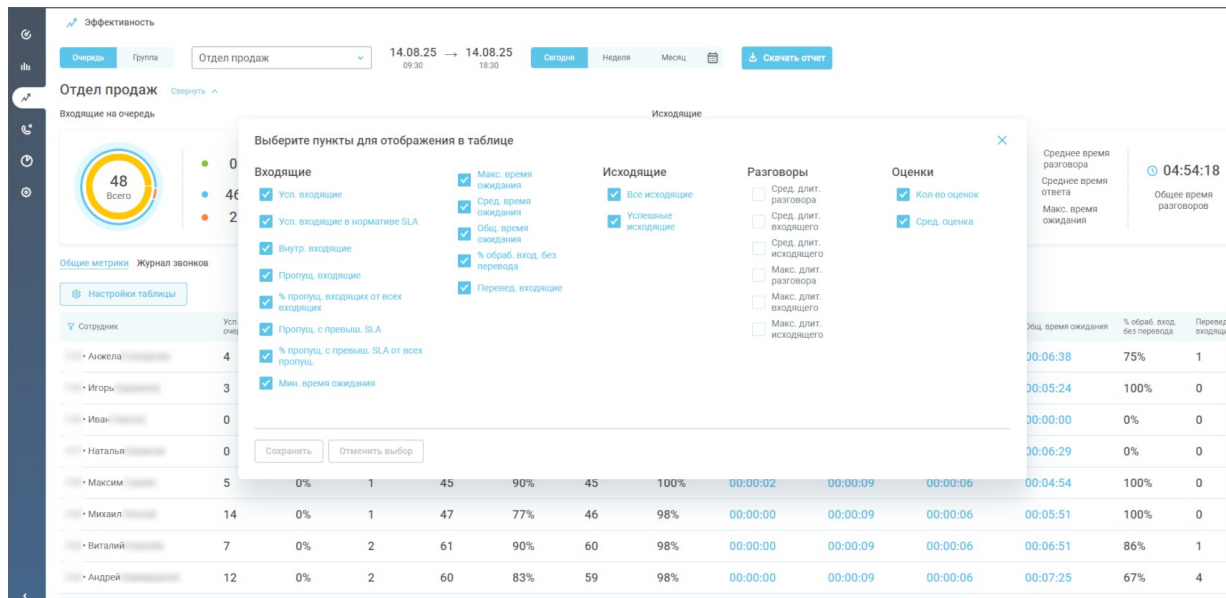 Эффективность
Очередь Группа Отдел продаж 14.08.25 → 14.08.25 Сегодня Неделя Месяц Скачать отчет
09:30 18:30
Отдел продаж Свернуть
Входящие на очередь Исходящие
48
Всего
0
46
2
Среднее время разговора
Среднее время ответа
Макс. время ожидания
04:54:18
Общее время разговоров
Выберите пункты для отображения в таблице
Входящие
Усп. входящие
Усп. входящие в нормативе SLA
Внутр. входящие
Пропущ. входящие
% пропущ. входящих от всех
входящих
Пропущ. с превыш. SLA
% пропущ. с превыш. SLA от всех
пропущ.
Мин. время ожидания
Макс. время
ожидания
Сред. время
ожидания
Общ. время
ожидания
% обраб. вход. без
перевода
Перевед. входящие
Исходящие
Все исходящие
Успешные
исходящие
Разговоры
Сред. длит.
разговора
Сред. длит.
входящего
Сред. длит.
исходящего
Макс. длит.
разговора
Макс. длит.
входящего
Макс. длит.
исходящего
Оценки
Кол-во оценок
Сред. оценка
Сохранить Отменить выбор
Общие метрики Журнал звонков
Настройки таблицы
Сотрудник Усп. Общ. время ожидания % обраб. вход. без перевода
Анжела 4 00:06:38 75% 1
Игорь 3 00:05:24 100% 0
Иван 0 00:00:00 0% 0
Наталья 0 00:06:29 0% 0
Максим 5 0% 1 45 90% 45 100% 00:00:02 00:00:09 00:00:06 00:04:54 100% 0
Михаил 14 0% 1 47 77% 46 98% 00:00:00 00:00:09 00:00:06 00:05:51 100% 0
Виталий 7 0% 2 61 90% 60 98% 00:00:00 00:00:09 00:00:06 00:06:51 86% 1
Андрей 12 0% 2 60 83% 59 98% 00:00:00 00:00:09 00:00:06 00:07:25 67% 4